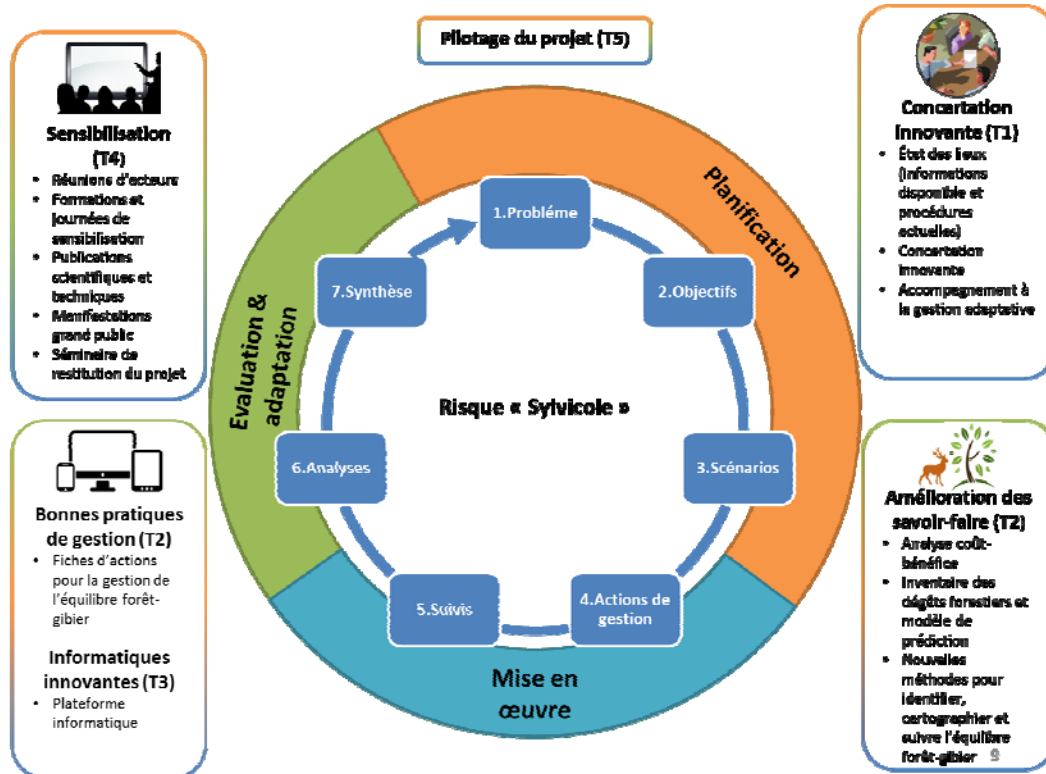 Pilotage du projet (T5)
Sensibilisation
(T4)
• Réunions d'acteurs
• Formations et
journées de
sensibilisation
• Publications
scientifiques et
techniques
• Manifestations
grand public
• Séminaire de
restitution du projet
Concertation
innovante (T1)
• État des lieux
(informations
disponible et
procédures
actuelles)
• Concertation
innovante
• Accompagnement à
la gestion adaptative
Planification
1.Probléme
2.Objectifs
3.Scénarios
4.Actions de
gestion
5.Suivis
6.Analyses
7.Synthèse
Risque « Sylvicole »
Evaluation &
adaptation
Mise en
œuvre
Bonnes pratiques
de gestion (T2)
• Fiches d'actions
pour la gestion de
l'équilibre forêt-
gibier
Informatiques
innovantes (T3)
• Plateforme
informatique
Amélioration des
savoir-faire (T2)
• Analyse coût-
bénéfice
• Inventaire des
dégâts forestiers et
modèle de
prédiction
• Nouvelles
méthodes pour
identifier,
cartographier et
suivre l'équilibre
forêt-gibier 9